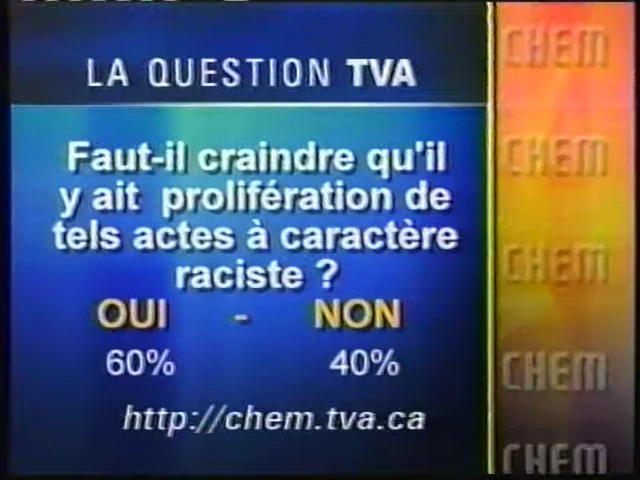 LA QUESTION TVA
Faut-il craindre qu'il
y ait prolifération de
tels actes à caractère
raciste ?
OUI - NON
60% 40%
http://chem.tva.ca
CHEM
CHEM
CHEM
CHEM
CHEM